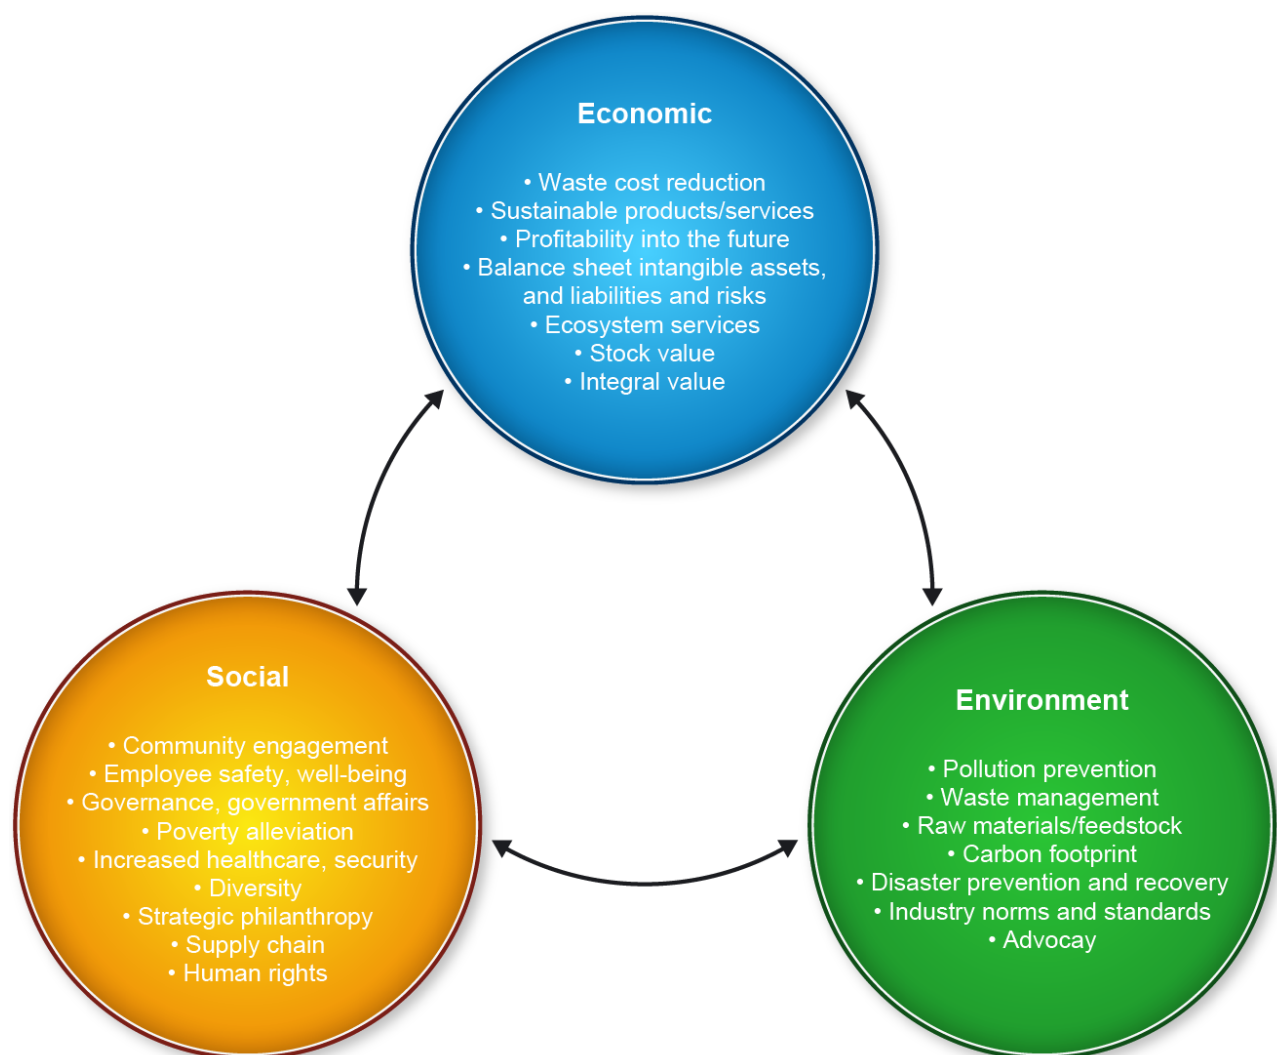 Economic
• Waste cost reduction
• Sustainable products/services
• Profitability into the future
• Balance sheet intangible assets,
and liabilities and risks
• Ecosystem services
• Stock value
• Integral value
Social
• Community engagement
• Employee safety, well-being
• Governance, government affairs
• Poverty alleviation
• Increased healthcare, security
• Diversity
• Strategic philanthropy
• Supply chain
• Human rights
Environment
• Pollution prevention
• Waste management
• Raw materials/feedstock
• Carbon footprint
• Disaster prevention and recovery
• Industry norms and standards
• Advocay